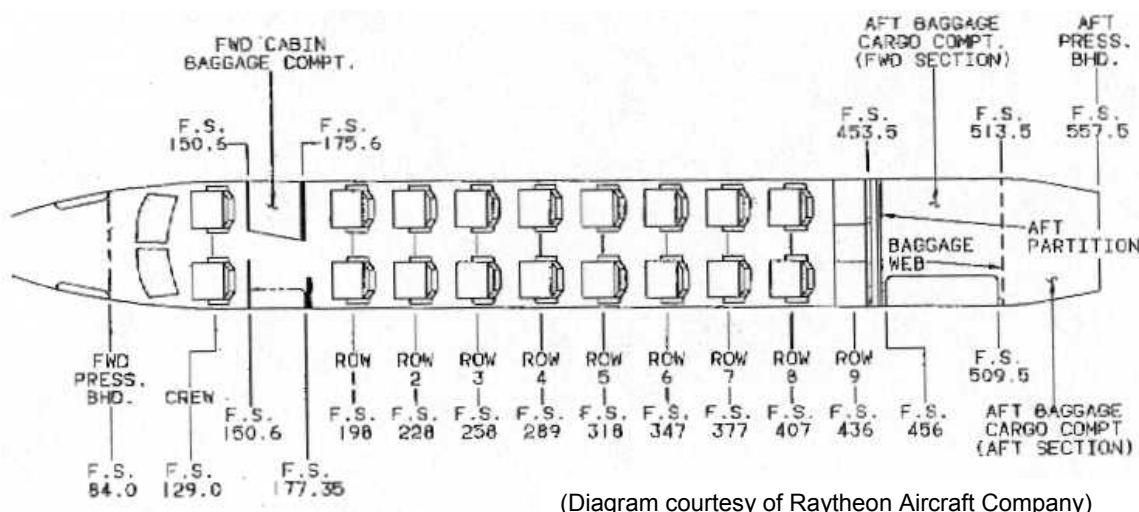 FWD CABIN
BAGGAGE COMPT.
AFT BAGGAGE
CARGO COMPT.
(FWD SECTION)
AFT
PRESS.
BHD.
F.S.
150.6
F.S.
175.6
F.S.
453.5
F.S.
513.5
F.S.
557.5
BAGGAGE
WEB
AFT
PARTITION
FWD
PRESS.
BHD.
CREW
F.S.
84.0
F.S.
129.0
F.S.
150.6
F.S.
177.35
ROW
1
F.S.
198
ROW
2
F.S.
228
ROW
3
F.S.
258
ROW
4
F.S.
289
ROW
5
F.S.
318
ROW
6
F.S.
347
ROW
7
F.S.
377
ROW
8
F.S.
407
ROW
9
F.S.
436
F.S.
456
F.S.
509.5
AFT BAGGAGE
CARGO COMPT
(AFT SECTION)
(Diagram courtesy of Raytheon Aircraft Company)